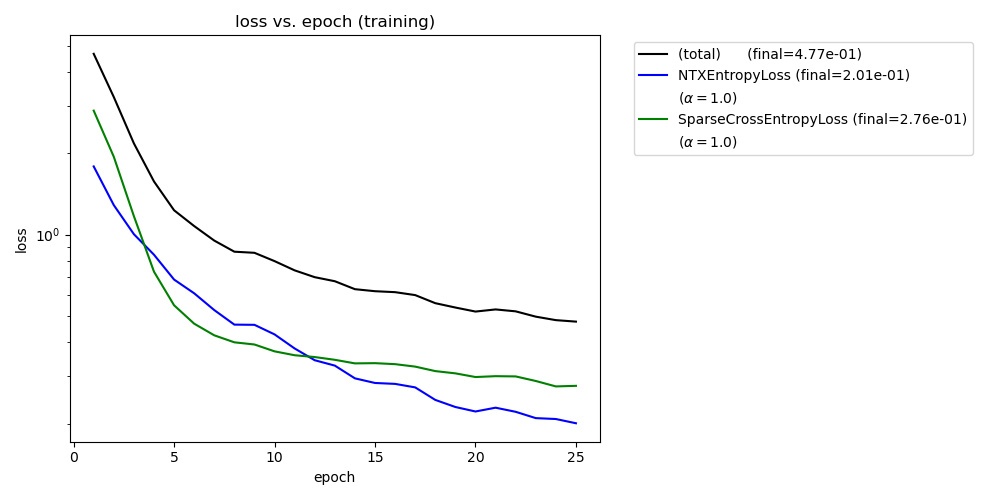 loss vs. epoch (training)
(total) (final=4.77e-01)
NTXEntropyLoss (final=2.01e-01)
(α = 1.0)
SparseCrossEntropyLoss (final=2.76e-01)
(α = 1.0)
loss
10⁰
0 5 10 15 20 25
epoch